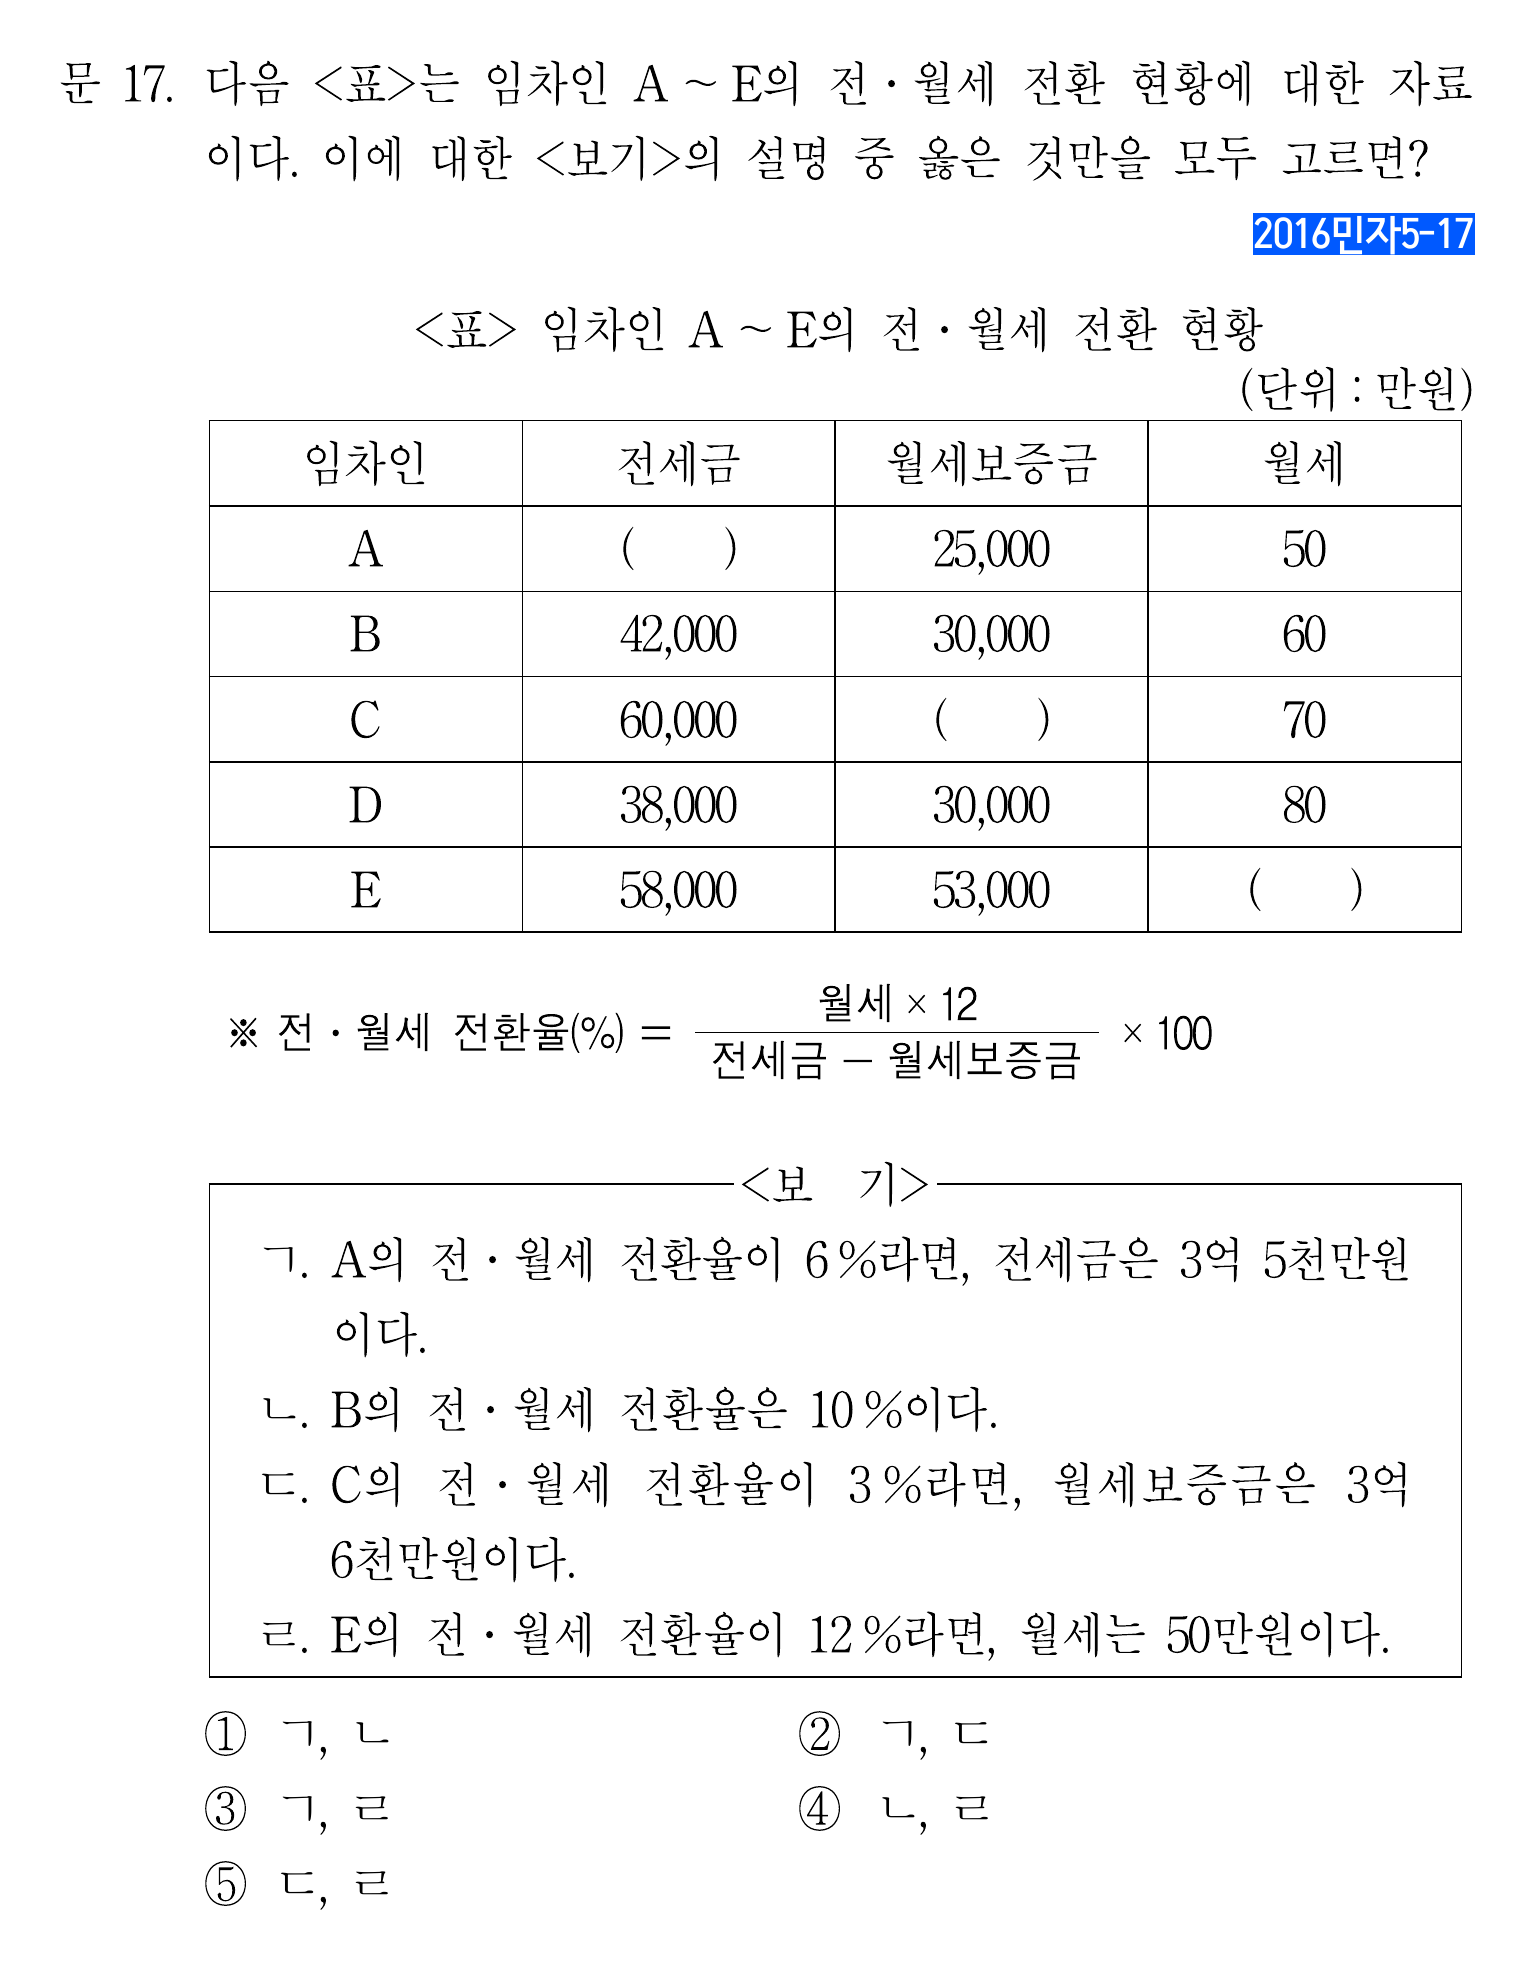 문 17. 다음 <표>는 임차인 A ~ E의 전・월세 전환 현황에 대한 자료
이다. 이에 대한 <보기>의 설명 중 옳은 것만을 모두 고르면?
2016민자5-17
<표> 임차인 A ~ E의 전・월세 전환 현황
(단위 : 만원)
임차인 전세금 월세보증금 월세
A ( ) 25,000 50
B 42,000 30,000 60
C 60,000 ( ) 70
D 38,000 30,000 80
E 58,000 53,000 ( )
월세 × 12
※ 전・월세 전환율(%) = × 100
전세금 − 월세보증금
<보 기>
ㄱ. A의 전・월세 전환율이 6%라면, 전세금은 3억 5천만원
이다.
ㄴ. B의 전・월세 전환율은 10%이다.
ㄷ. C의 전・월세 전환율이 3%라면, 월세보증금은 3억
6천만원이다.
ㄹ. E의 전・월세 전환율이 12%라면, 월세는 50만원이다.
① ㄱ, ㄴ ② ㄱ, ㄷ
③ ㄱ, ㄹ ④ ㄴ, ㄹ
⑤ ㄷ, ㄹ